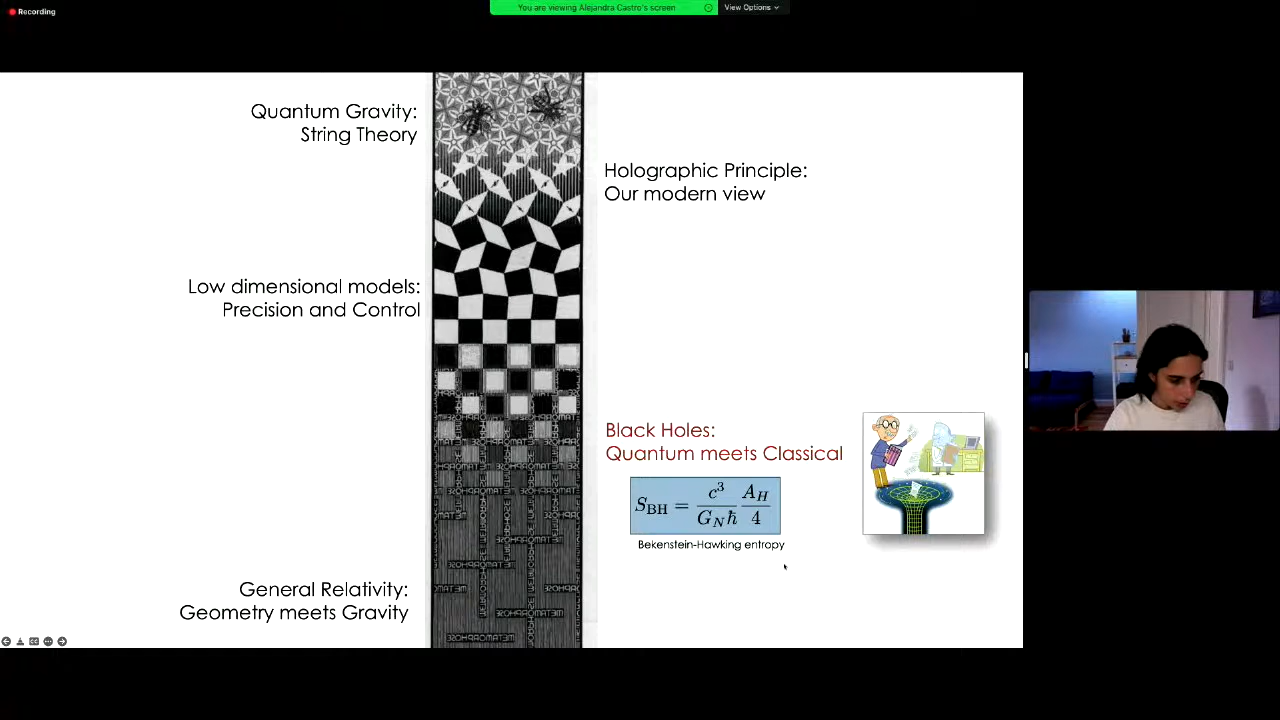 Recording
You are viewing Alejandra Castro's screen
View Options
Quantum Gravity:
String Theory
Holographic Principle:
Our modern view
Low dimensional models:
Precision and Control
Black Holes:
Quantum meets Classical
S_BH = c^3/(G_N ħ) A_H/4
Bekenstein-Hawking entropy
General Relativity:
Geometry meets Gravity